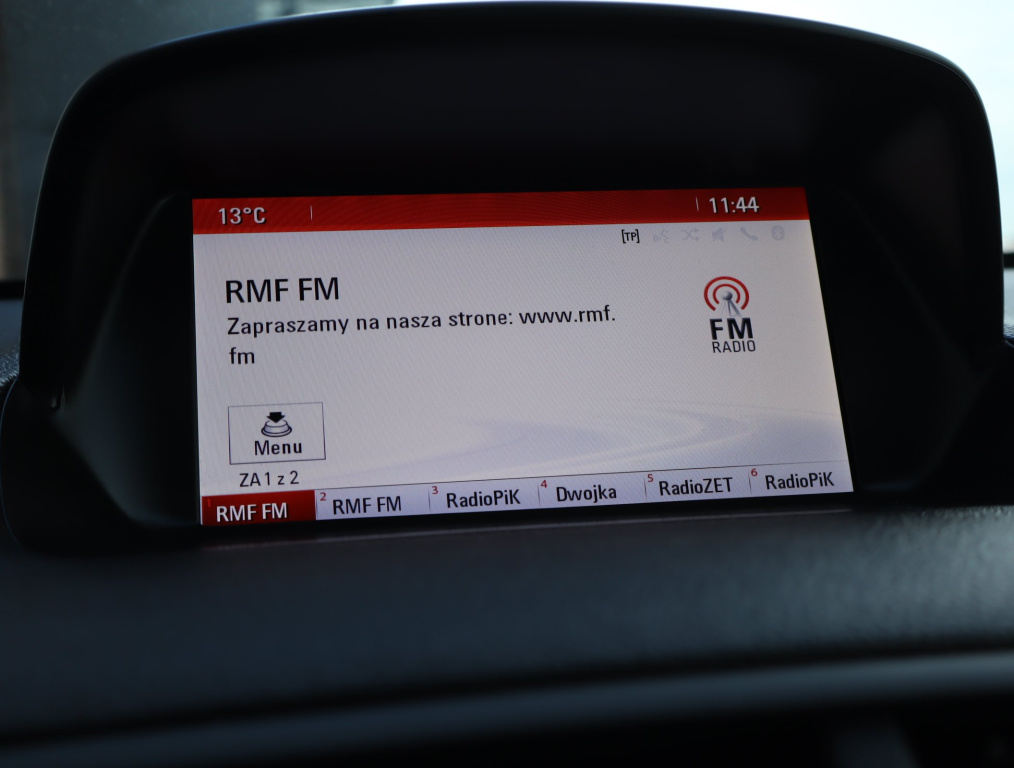 13°C 11:44
[TP]
RMF FM
Zapraszamy na nasza strone: www.rmf.
fm
FM
RADIO
Menu
ZA 1 z 2
1 RMF FM 2 RMF FM 3 RadioPiK 4 Dwojka 5 RadioZET 6 RadioPiK